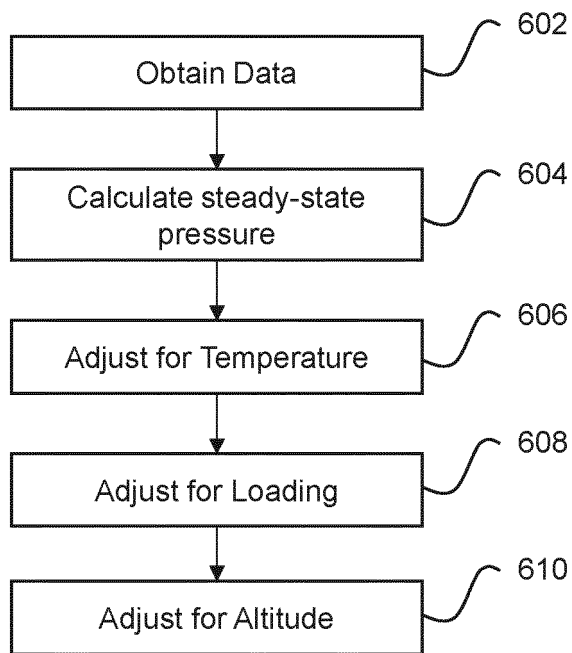 602
Obtain Data
604
Calculate steady-state
pressure
606
Adjust for Temperature
608
Adjust for Loading
610
Adjust for Altitude